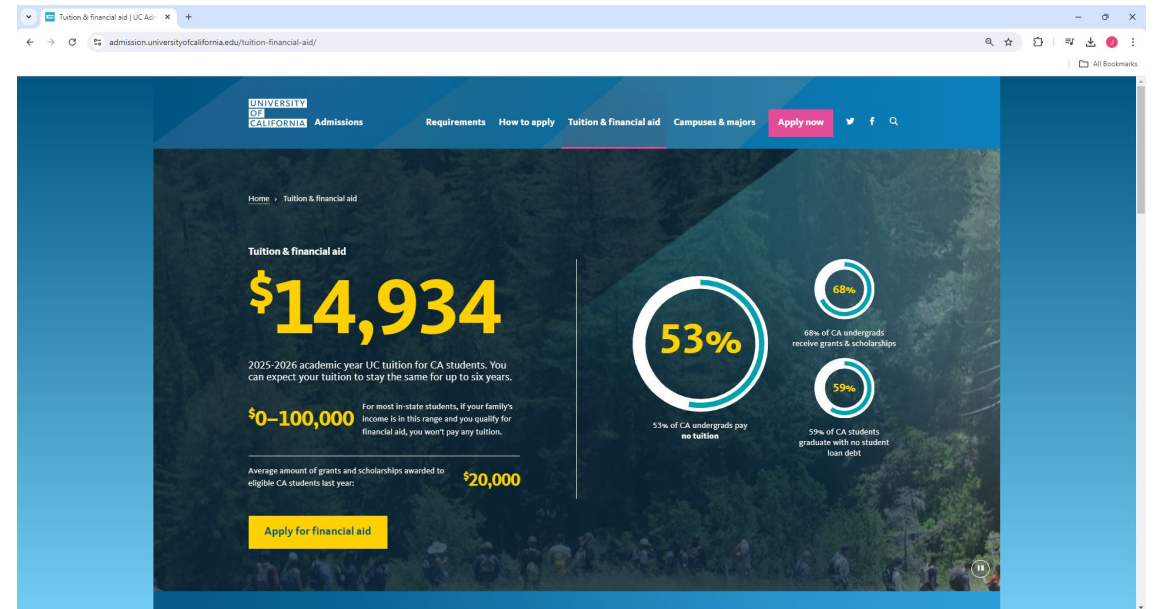 Tuition & financial aid | UC Adm
admission.universityofcalifornia.edu/tuition-financial-aid/
J
All Bookmarks
UNIVERSITY
OF
CALIFORNIA Admissions
Requirements How to apply Tuition & financial aid Campuses & majors Apply now
Home › Tuition & financial aid
Tuition & financial aid
$14,934
2025-2026 academic year UC tuition for CA students. You
can expect your tuition to stay the same for up to six years.
$0–100,000
For most in-state students, if your family's
income is in this range and you qualify for
financial aid, you won't pay any tuition.
Average amount of grants and scholarships awarded to
eligible CA students last year:
$20,000
Apply for financial aid
53%
53% of CA undergrads pay
no tuition
68%
68% of CA undergrads
receive grants & scholarships
59%
59% of CA students
graduate with no student
loan debt